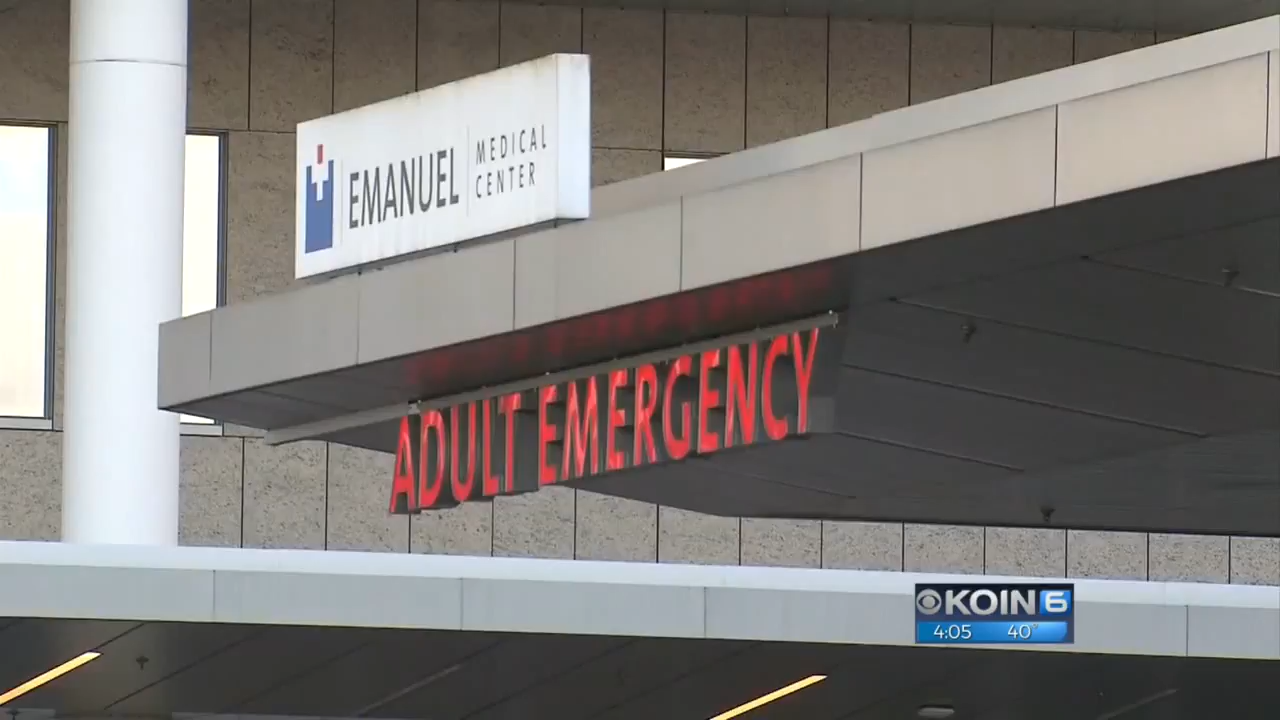 EMANUEL
MEDICAL
CENTER
ADULT EMERGENCY
KOIN 6
4:05 40°